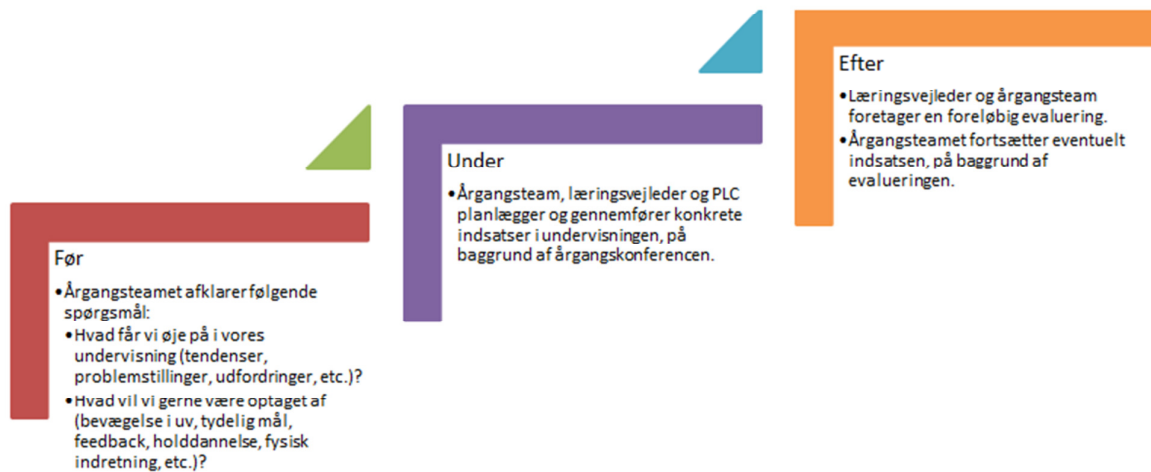 Før
•Årgangsteamet afklarer følgende
spørgsmål:
•Hvad får vi øje på i vores
undervisning (tendenser,
problemstillinger, udfordringer, etc.)?
•Hvad vil vi gerne være optaget af
(bevægelse i uv, tydelig mål,
feedback, holddannelse, fysisk
indretning, etc.)?
Under
•Årgangsteam, læringsvejleder og PLC
planlægger og gennemfører konkrete
indsatser i undervisningen, på
baggrund af årgangskonferencen.
Efter
•Læringsvejleder og årgangsteam
foretager en foreløbig evaluering.
•Årgangsteamet fortsætter eventuelt
indsatsen, på baggrund af
evalueringen.